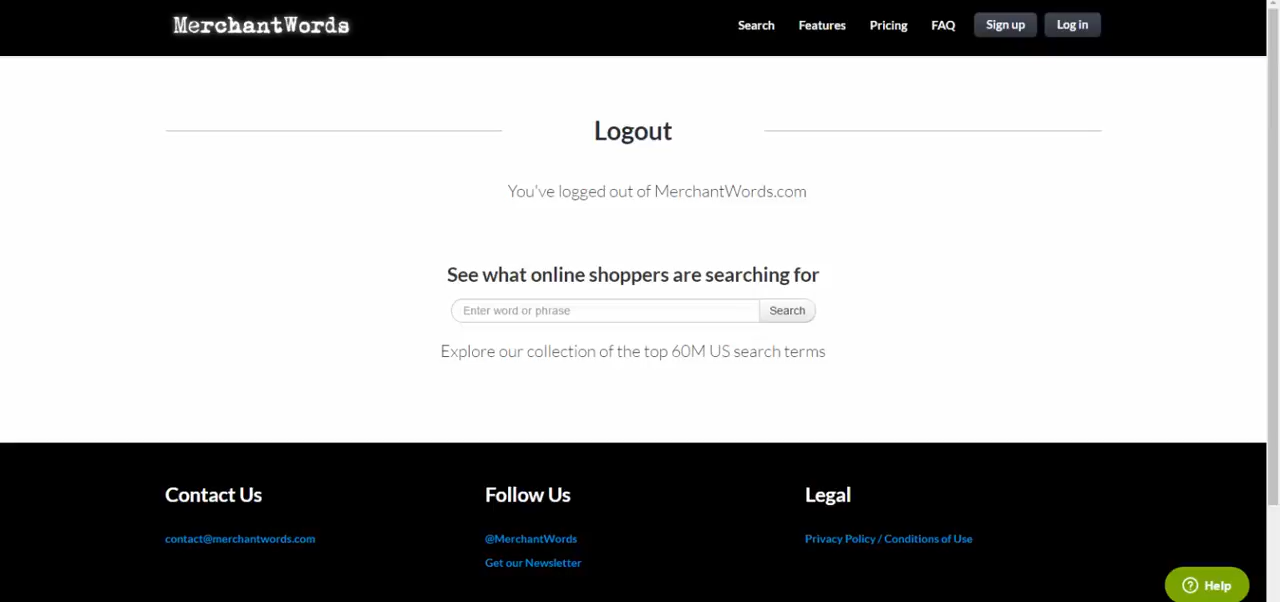 MerchantWords
Search Features Pricing FAQ Sign up Log in
Logout
You've logged out of MerchantWords.com
See what online shoppers are searching for
Enter word or phrase Search
Explore our collection of the top 60M US search terms
Contact Us Follow Us Legal
contact@merchantwords.com @MerchantWords Privacy Policy / Conditions of Use
Get our Newsletter
Help